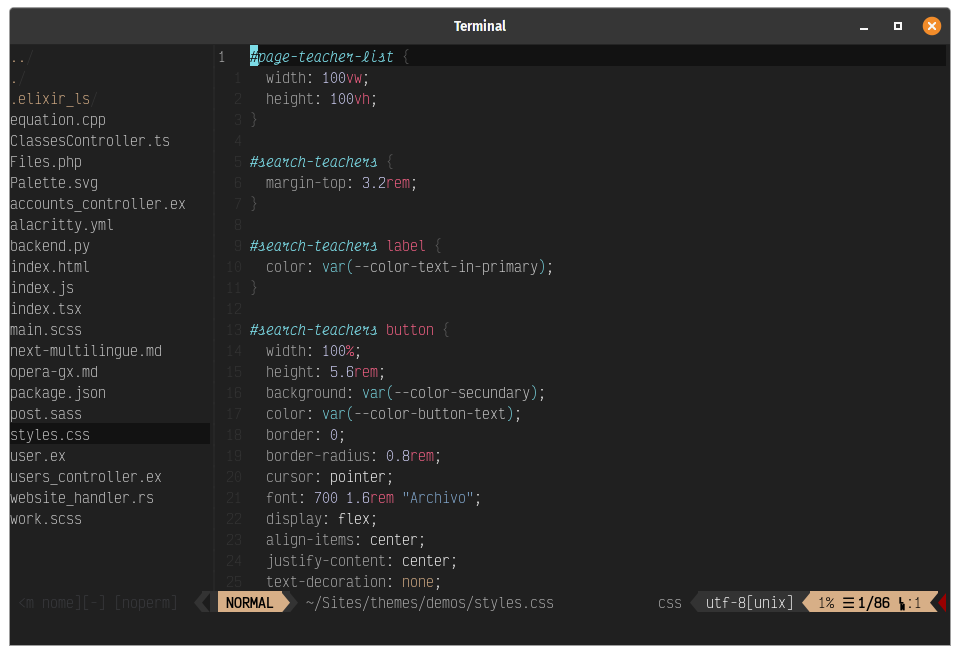 Terminal
../
./
.elixir_ls/
equation.cpp
ClassesController.ts
Files.php
Palette.svg
accounts_controller.ex
alacritty.yml
backend.py
index.html
index.js
index.tsx
main.scss
next-multilingue.md
opera-gx.md
package.json
post.sass
styles.css
user.ex
users_controller.ex
website_handler.rs
work.scss
1 #page-teacher-list {
1 width: 100vw;
2 height: 100vh;
3 }
4
5 #search-teachers {
6 margin-top: 3.2rem;
7 }
8
9 #search-teachers label {
10 color: var(--color-text-in-primary);
11 }
12
13 #search-teachers button {
14 width: 100%;
15 height: 5.6rem;
16 background: var(--color-secundary);
17 color: var(--color-button-text);
18 border: 0;
19 border-radius: 0.8rem;
20 cursor: pointer;
21 font: 700 1.6rem "Archivo";
22 display: flex;
23 align-items: center;
24 justify-content: center;
25 text-decoration: none;
<m nome][-] [noperm] NORMAL ~/Sites/themes/demos/styles.css css utf-8[unix] 1% ☰ 1/86 :1